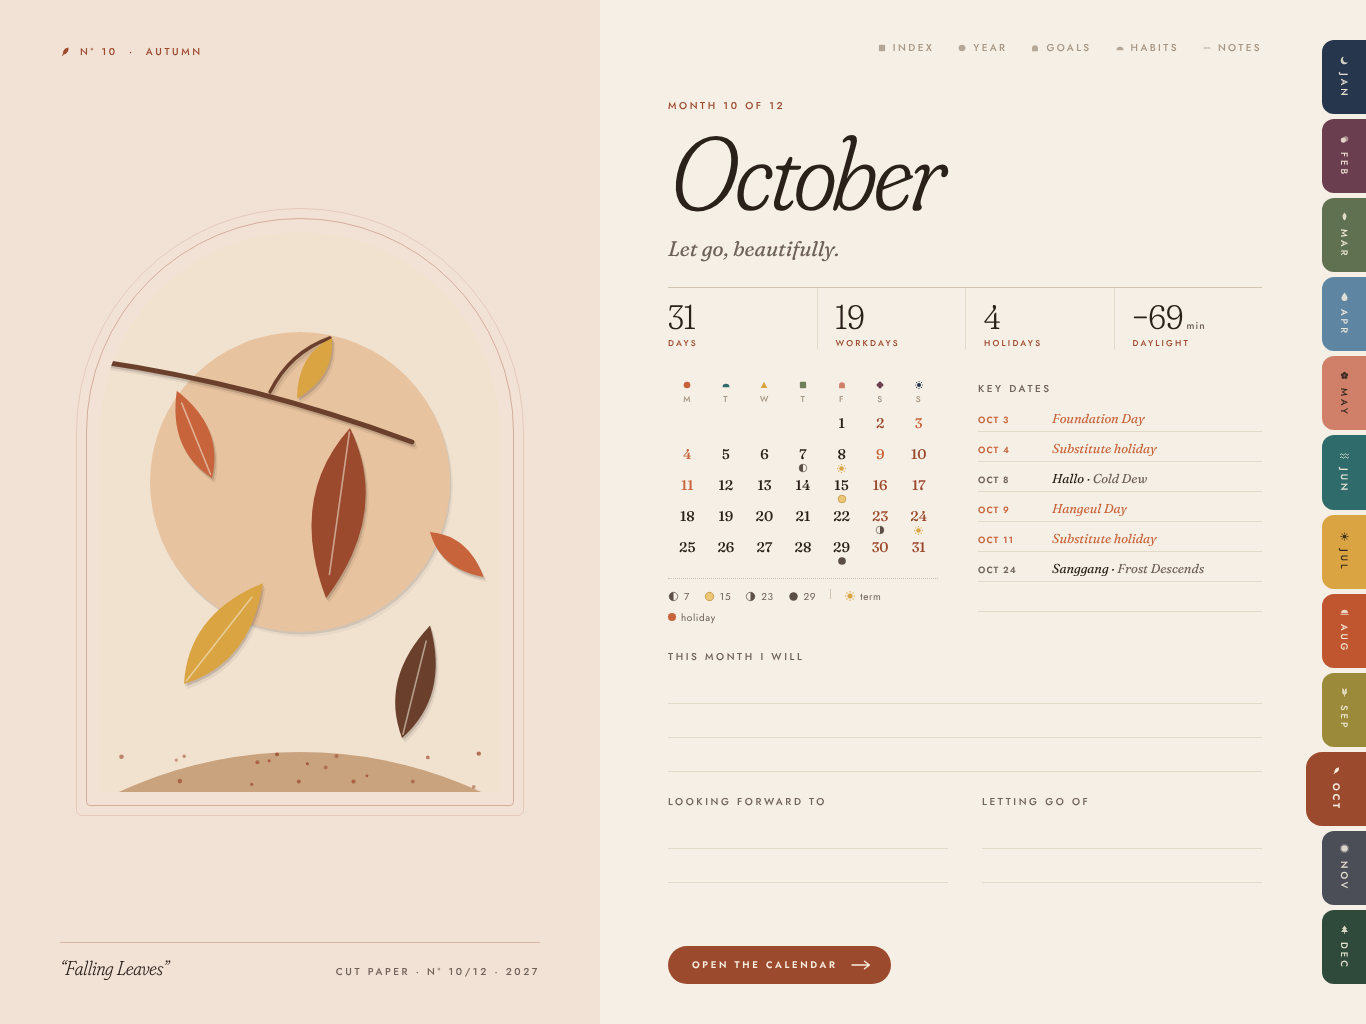 N° 10 · AUTUMN
INDEX YEAR GOALS HABITS NOTES
MONTH 10 OF 12
October
Let go, beautifully.
31 19 4 −69 min
DAYS WORKDAYS HOLIDAYS DAYLIGHT
M T W T F S S
1 2 3
4 5 6 7 8 9 10
11 12 13 14 15 16 17
18 19 20 21 22 23 24
25 26 27 28 29 30 31
7 15 23 29 term
holiday
KEY DATES
OCT 3 Foundation Day
OCT 4 Substitute holiday
OCT 8 Hallo · Cold Dew
OCT 9 Hangeul Day
OCT 11 Substitute holiday
OCT 24 Sanggang · Frost Descends
THIS MONTH I WILL
LOOKING FORWARD TO LETTING GO OF
OPEN THE CALENDAR
“Falling Leaves” CUT PAPER · N° 10/12 · 2027
JAN
FEB
MAR
APR
MAY
JUN
JUL
AUG
SEP
OCT
NOV
DEC